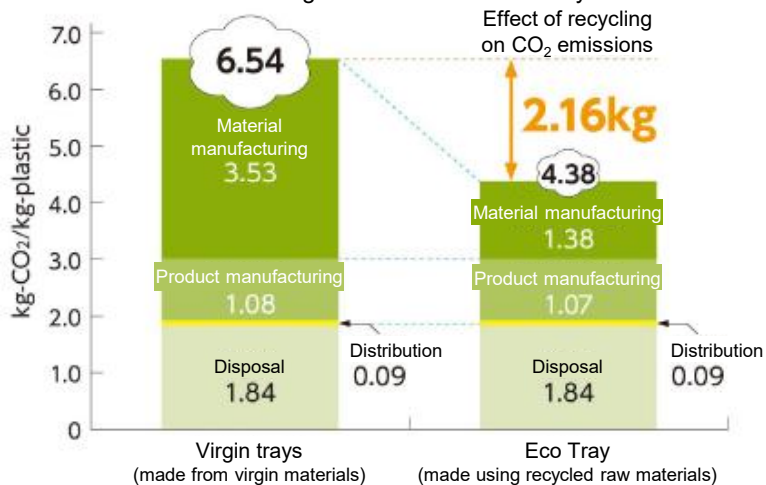 Effect of recycling
on CO₂ emissions
kg-CO2/kg-plastic
7.0
6.0
5.0
4.0
3.0
2.0
1.0
0
6.54
Material
manufacturing
3.53
Product manufacturing
1.08
Disposal
1.84
Distribution
0.09
2.16kg
4.38
Material manufacturing
1.38
Product manufacturing
1.07
Disposal
1.84
Distribution
0.09
Virgin trays
(made from virgin materials)
Eco Tray
(made using recycled raw materials)